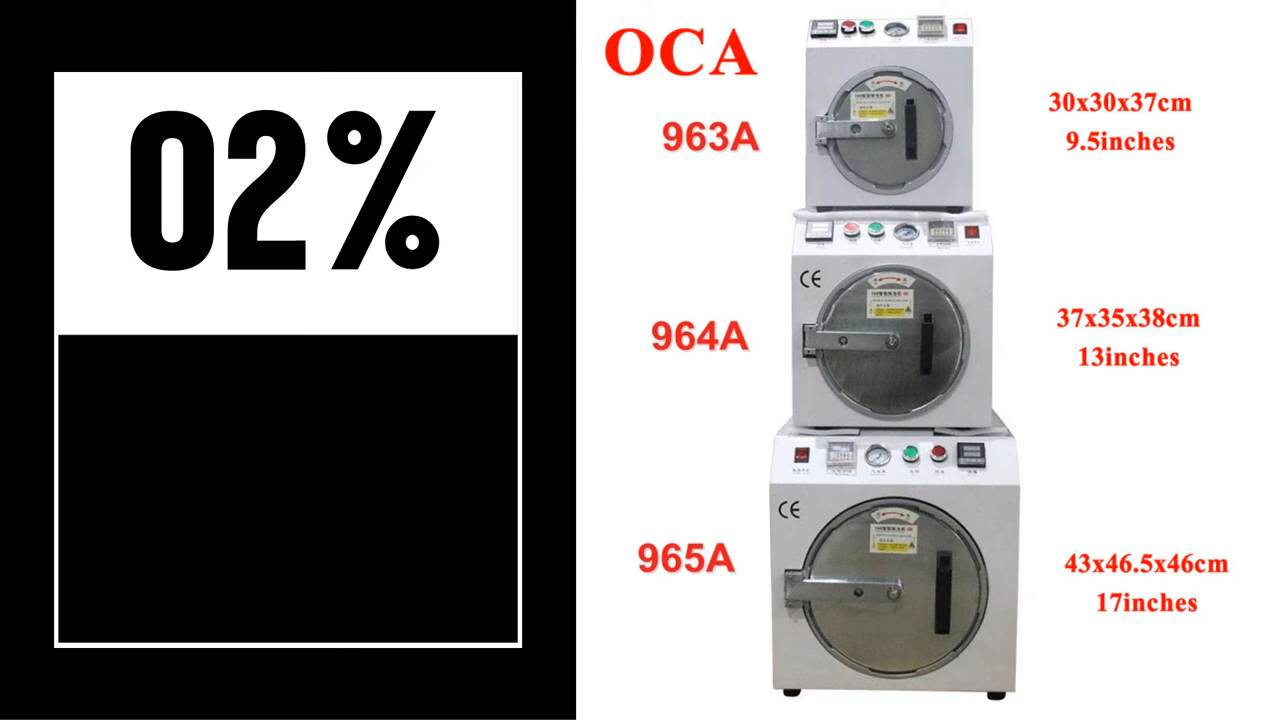 02%
OCA
963A
30x30x37cm
9.5inches
CE
964A
37x35x38cm
13inches
CE
965A
43x46.5x46cm
17inches